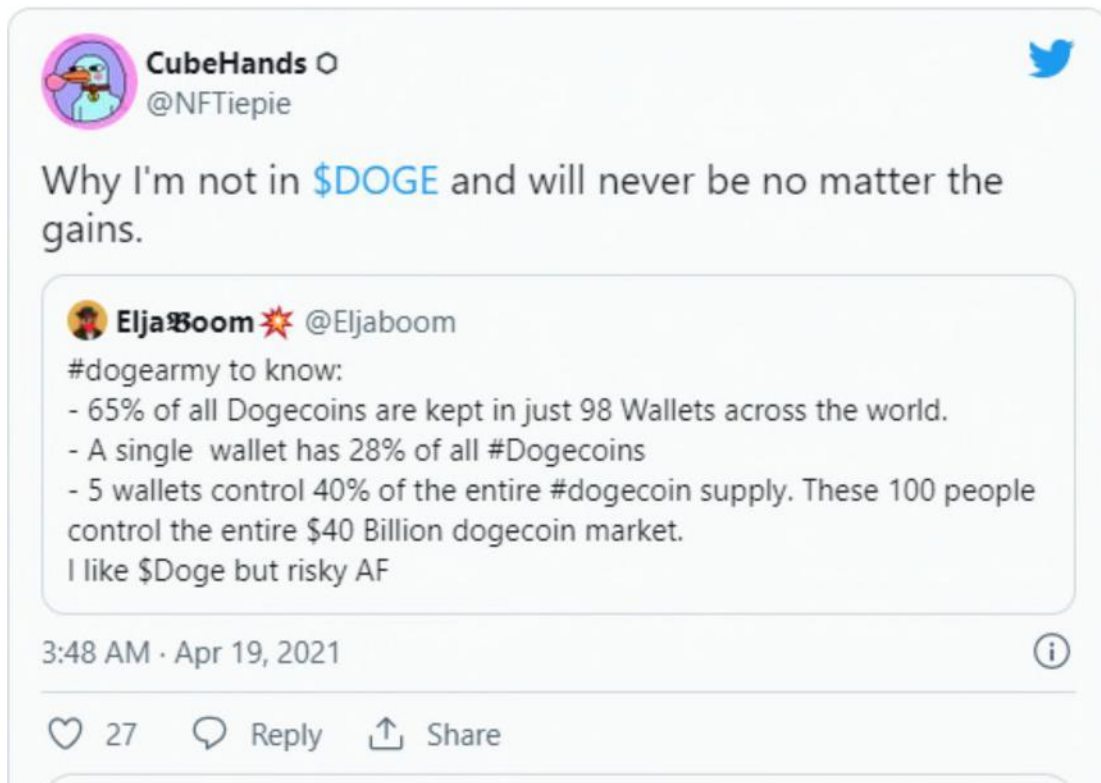 CubeHands
@NFTiepie
Why I'm not in $DOGE and will never be no matter the
gains.
Elja𝕭oom💥 @Eljaboom
#dogearmy to know:
- 65% of all Dogecoins are kept in just 98 Wallets across the world.
- A single wallet has 28% of all #Dogecoins
- 5 wallets control 40% of the entire #dogecoin supply. These 100 people
control the entire $40 Billion dogecoin market.
I like $Doge but risky AF
3:48 AM · Apr 19, 2021
27 Reply Share